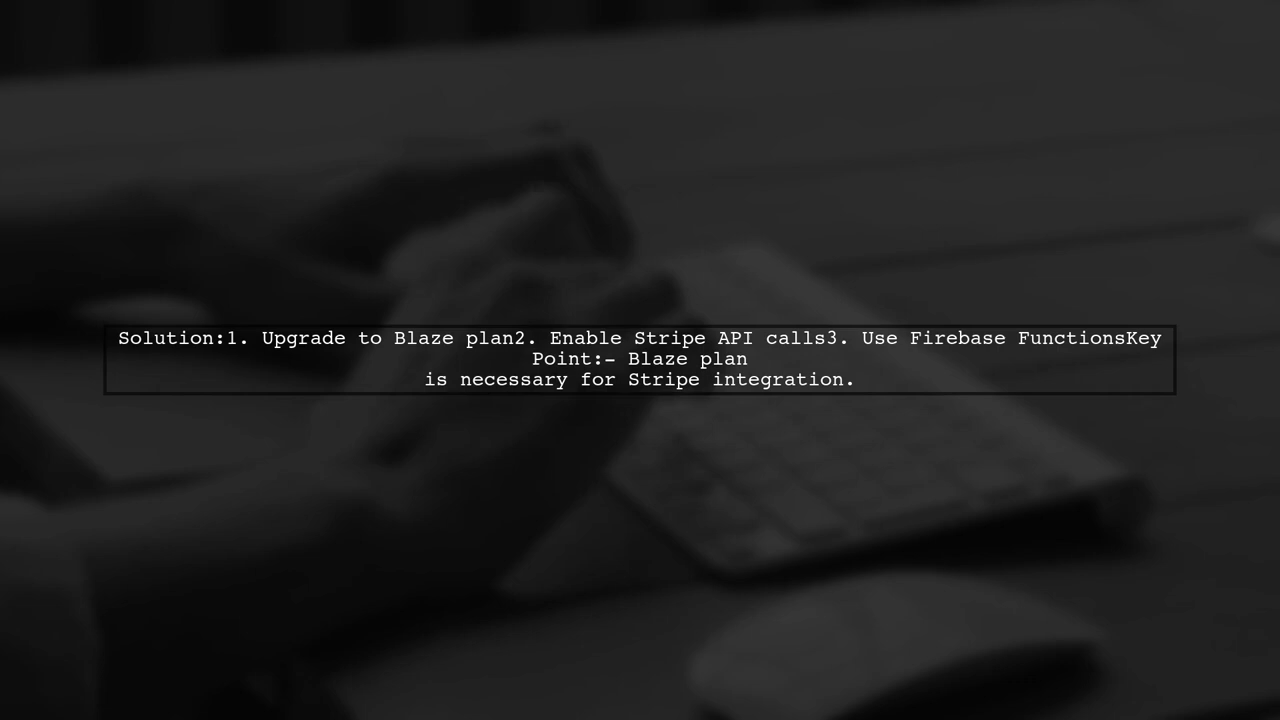 Solution:1. Upgrade to Blaze plan2. Enable Stripe API calls3. Use Firebase FunctionsKey
Point:– Blaze plan
is necessary for Stripe integration.